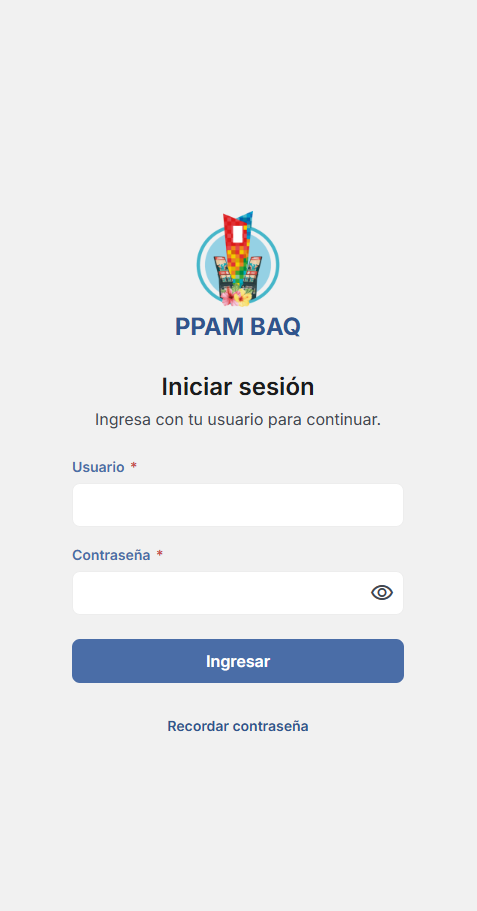 PPAM BAQ
Iniciar sesión
Ingresa con tu usuario para continuar.
Usuario *
Contraseña *
Ingresar
Recordar contraseña